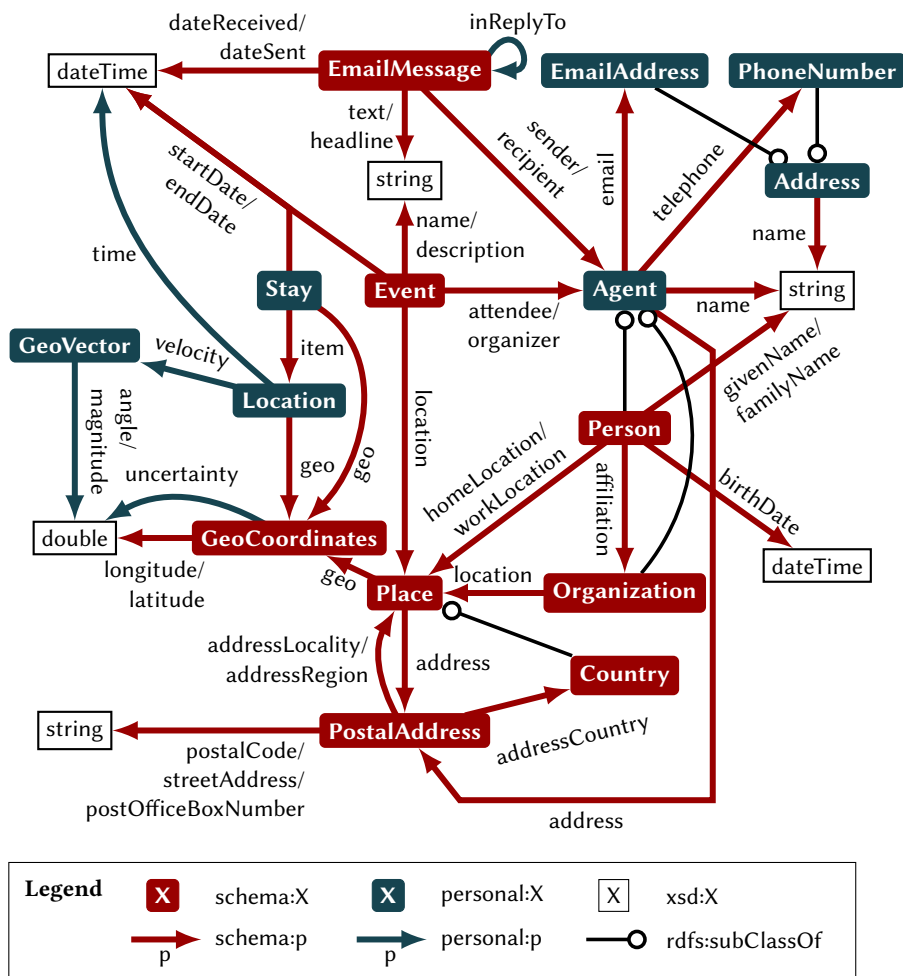 dateReceived/
dateSent
inReplyTo
dateTime
EmailMessage
EmailAddress
PhoneNumber
text/
headline
sender/
recipient
email
telephone
string
Address
startDate/
endDate
name/
description
name
time
Stay
Event
attendee/
organizer
Agent
name
string
GeoVector
velocity
item
givenName/
familyName
Location
location
Person
angle/
magnitude
uncertainty
geo
geo
homeLocation/
workLocation
affiliation
birthDate
double
GeoCoordinates
longitude/
latitude
geo
Place
location
Organization
dateTime
addressLocality/
addressRegion
address
Country
string
PostalAddress
addressCountry
postalCode/
streetAddress/
postOfficeBoxNumber
address
Legend
X schema:X
X personal:X
X xsd:X
p schema:p
p personal:p
rdfs:subClassOf